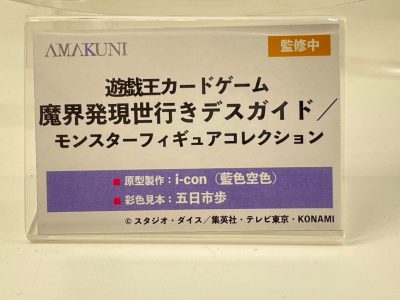 AMAKUNI
監修中
遊戯王カードゲーム
魔界発現世行きデスガイド／
モンスターフィギュアコレクション
■ 原型製作：i-con（藍色空色）
■ 彩色見本：五日市歩
© スタジオ・ダイス／集英社・テレビ東京・KONAMI